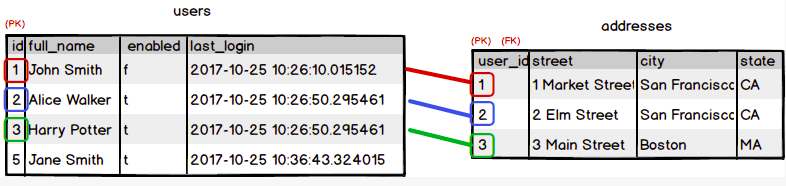 users
addresses
(PK)
id full_name enabled last_login
1 John Smith f 2017-10-25 10:26:10.015152
2 Alice Walker t 2017-10-25 10:26:50.295461
3 Harry Potter t 2017-10-25 10:26:50.295461
5 Jane Smith t 2017-10-25 10:36:43.324015
(PK) (FK)
user_id street city state
1 1 Market Street San Francisco CA
2 2 Elm Street San Francisco CA
3 3 Main Street Boston MA